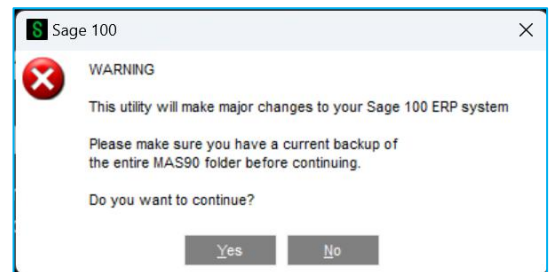 S Sage 100
WARNING
This utility will make major changes to your Sage 100 ERP system
Please make sure you have a current backup of
the entire MAS90 folder before continuing.
Do you want to continue?
Yes No